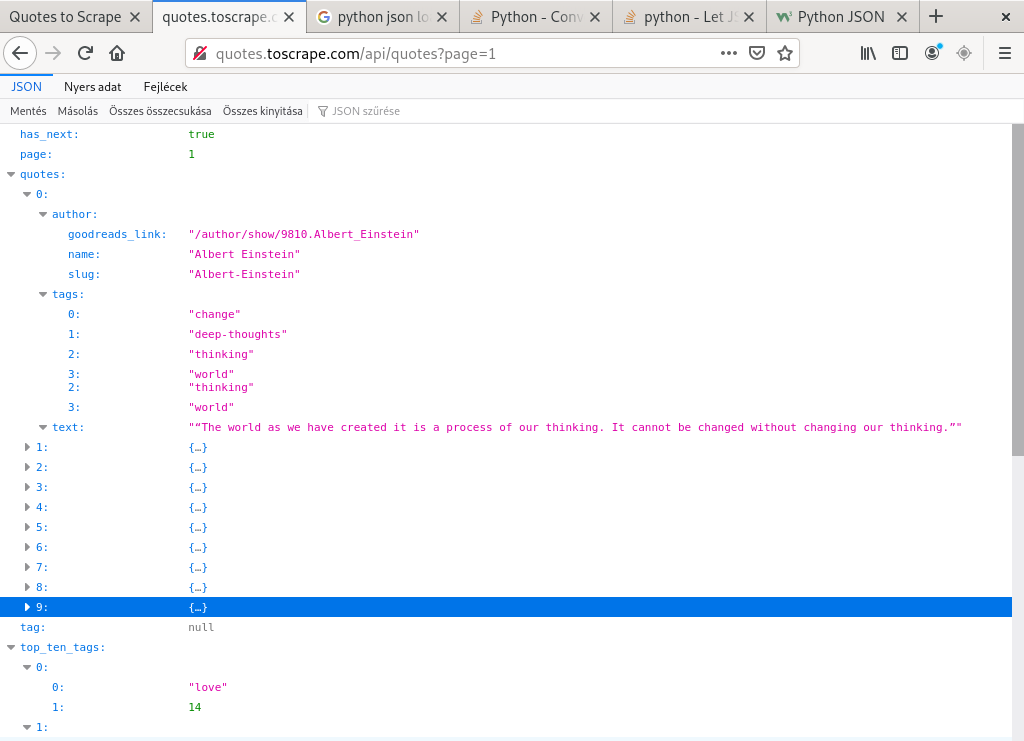 Quotes to Scrape
quotes.toscrape.c
python json lo
Python - Conv
python - Let JS
W3 Python JSON
quotes.toscrape.com/api/quotes?page=1
JSON Nyers adat Fejlécek
Mentés Másolás Összes összecsukása Összes kinyitása JSON szűrése
has_next: true
page: 1
quotes:
0:
author:
goodreads_link: "/author/show/9810.Albert_Einstein"
name: "Albert Einstein"
slug: "Albert-Einstein"
tags:
0: "change"
1: "deep-thoughts"
2: "thinking"
3: "world"
2: "thinking"
3: "world"
text: "“The world as we have created it is a process of our thinking. It cannot be changed without changing our thinking.”"
1: {…}
2: {…}
3: {…}
4: {…}
5: {…}
6: {…}
7: {…}
8: {…}
9: {…}
tag: null
top_ten_tags:
0:
0: "love"
1: 14
1: